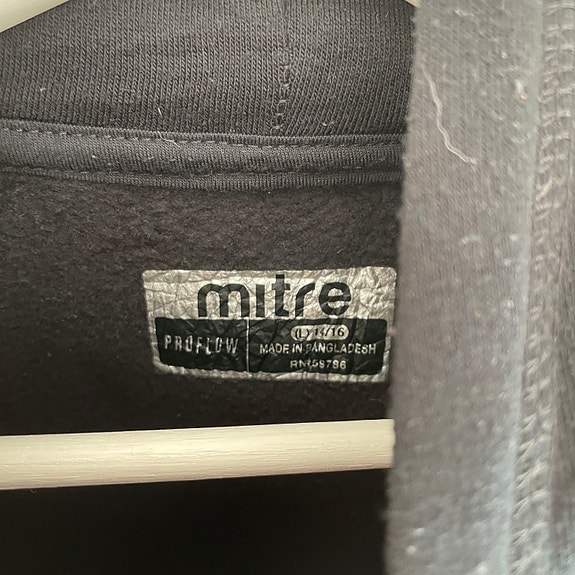 mitre
PROFLOW
(L) 14/16
MADE IN BANGLADESH